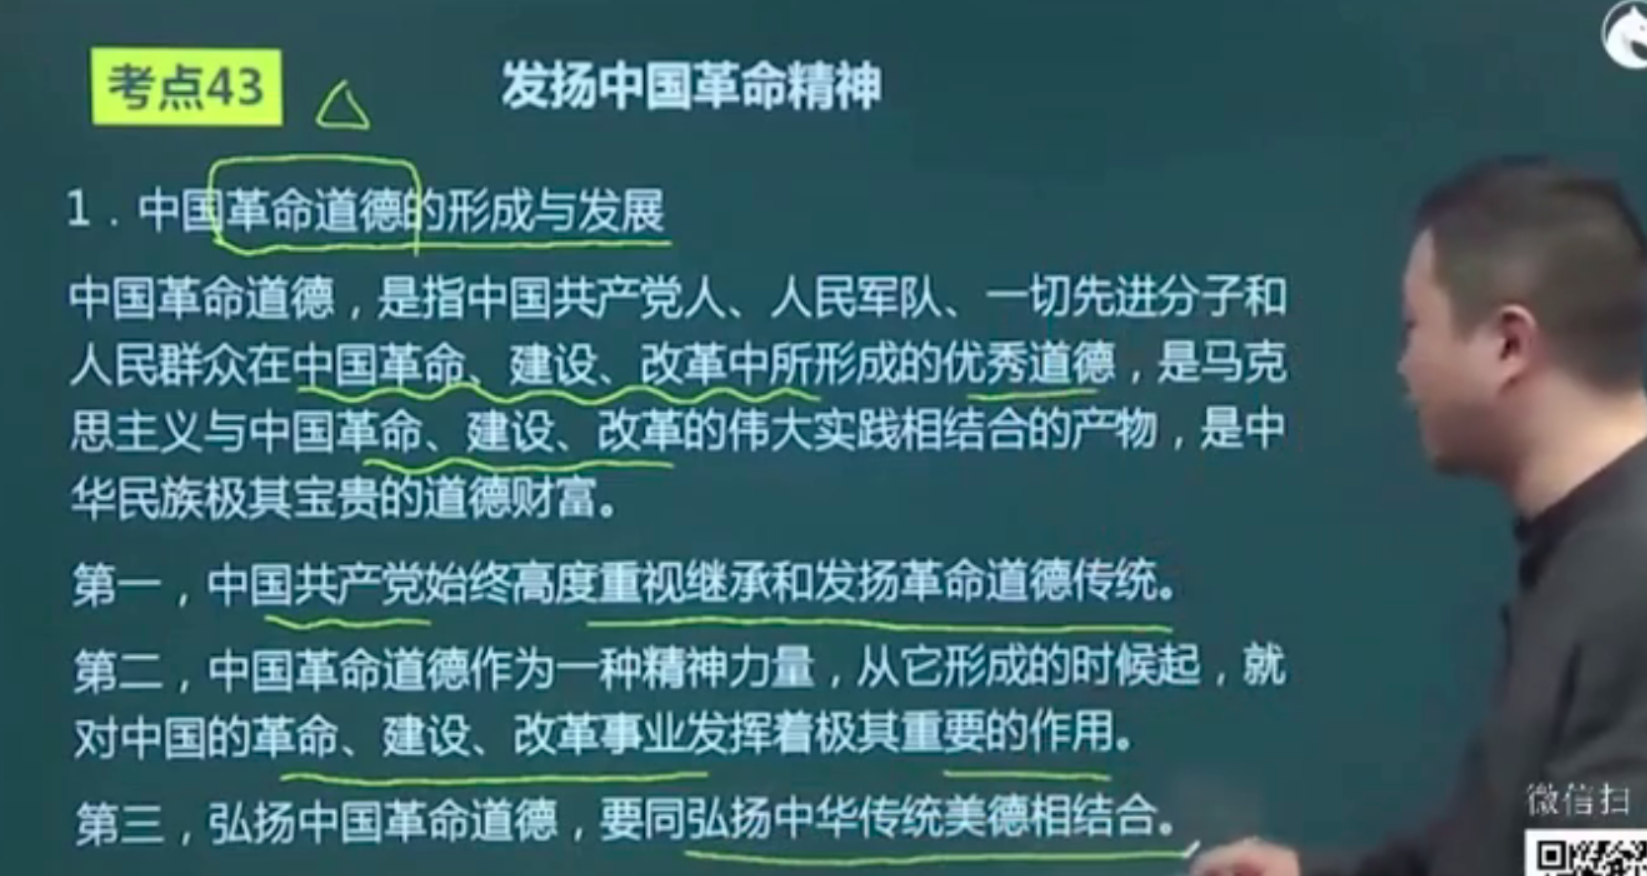 考点43
发扬中国革命精神
1．中国革命道德的形成与发展
中国革命道德，是指中国共产党人、人民军队、一切先进分子和
人民群众在中国革命、建设、改革中所形成的优秀道德，是马克
思主义与中国革命、建设、改革的伟大实践相结合的产物，是中
华民族极其宝贵的道德财富。
第一，中国共产党始终高度重视继承和发扬革命道德传统。
第二，中国革命道德作为一种精神力量，从它形成的时候起，就
对中国的革命、建设、改革事业发挥着极其重要的作用。
第三，弘扬中国革命道德，要同弘扬中华传统美德相结合。
微信扫